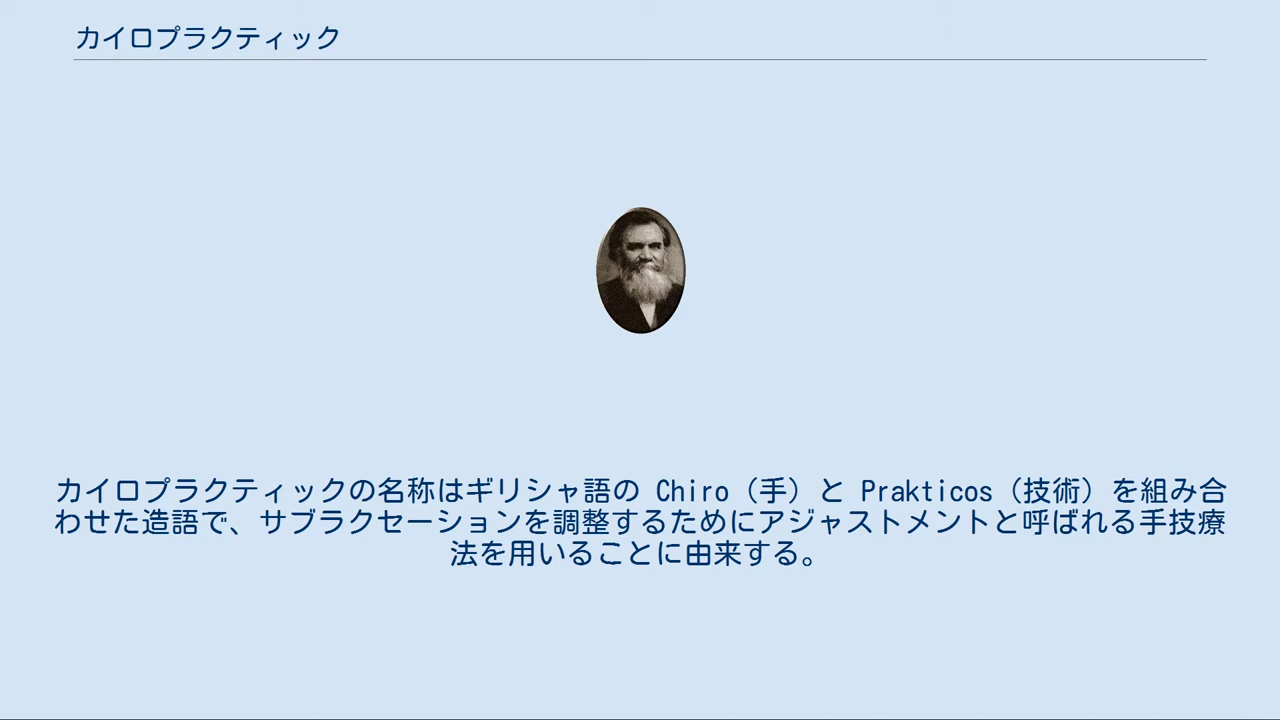 カイロプラクティック
カイロプラクティックの名称はギリシャ語の Chiro（手）と Prakticos（技術）を組み合
わせた造語で、サブラクセーションを調整するためにアジャストメントと呼ばれる手技療
法を用いることに由来する。